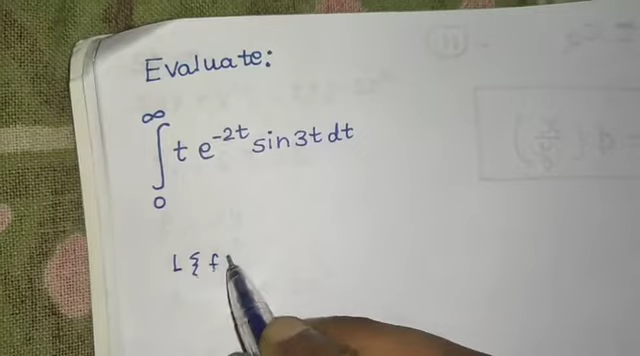 Evaluate:
∫₀^∞ t e^{-2t} sin3t dt
L{f